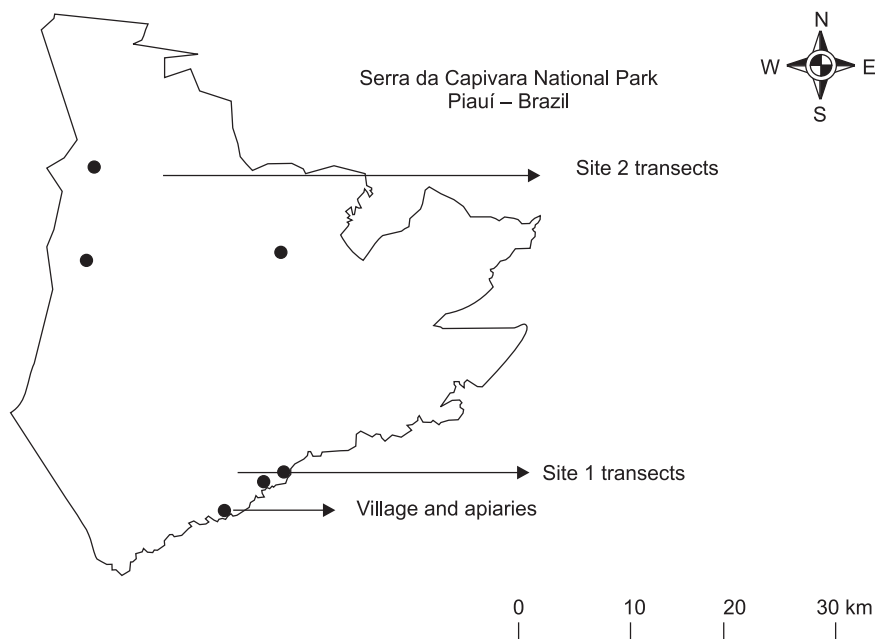 N
Serra da Capivara National Park
Piauí – Brazil
W E
S
Site 2 transects
Site 1 transects
Village and apiaries
0 10 20 30 km